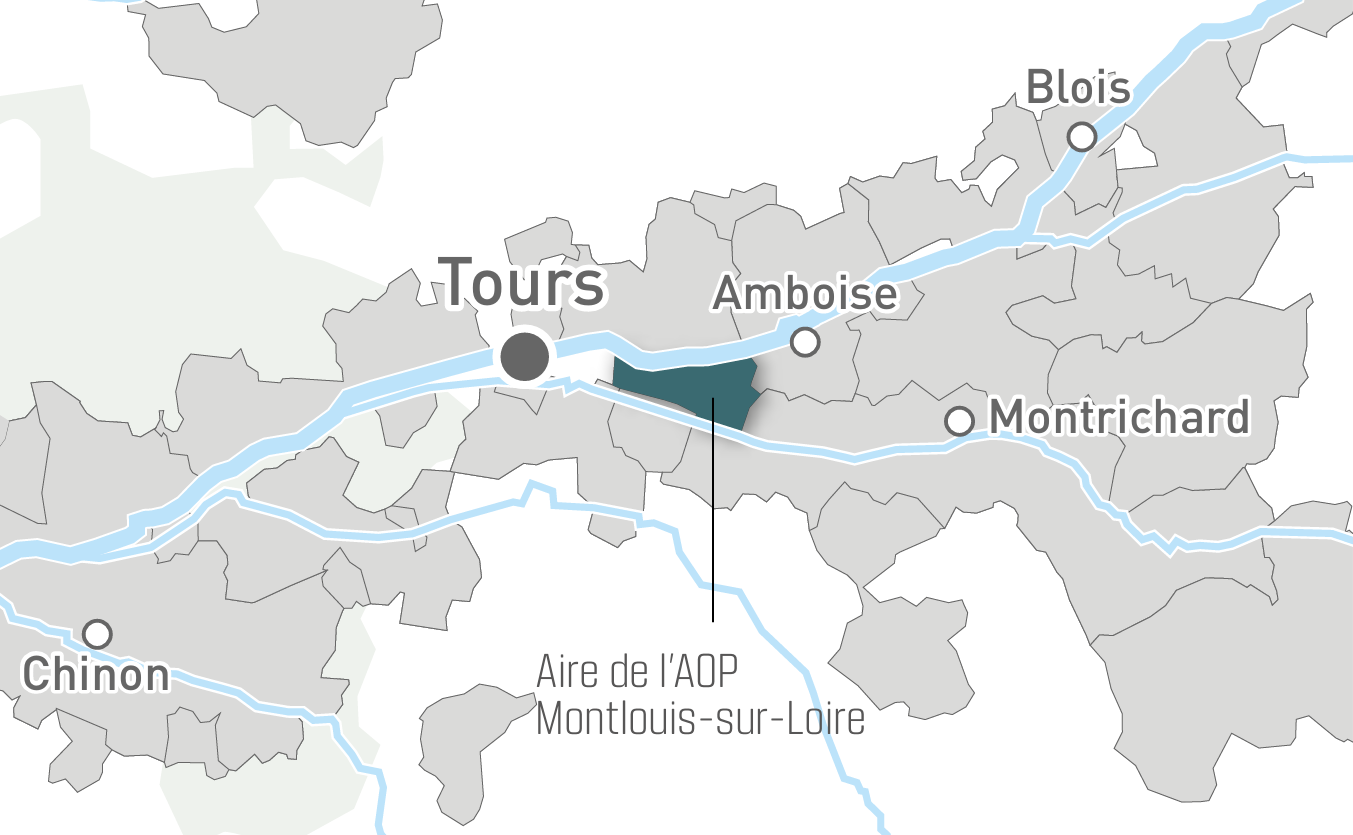 Blois
Tours
Amboise
Montrichard
Chinon
Aire de l'AOP
Montlouis-sur-Loire